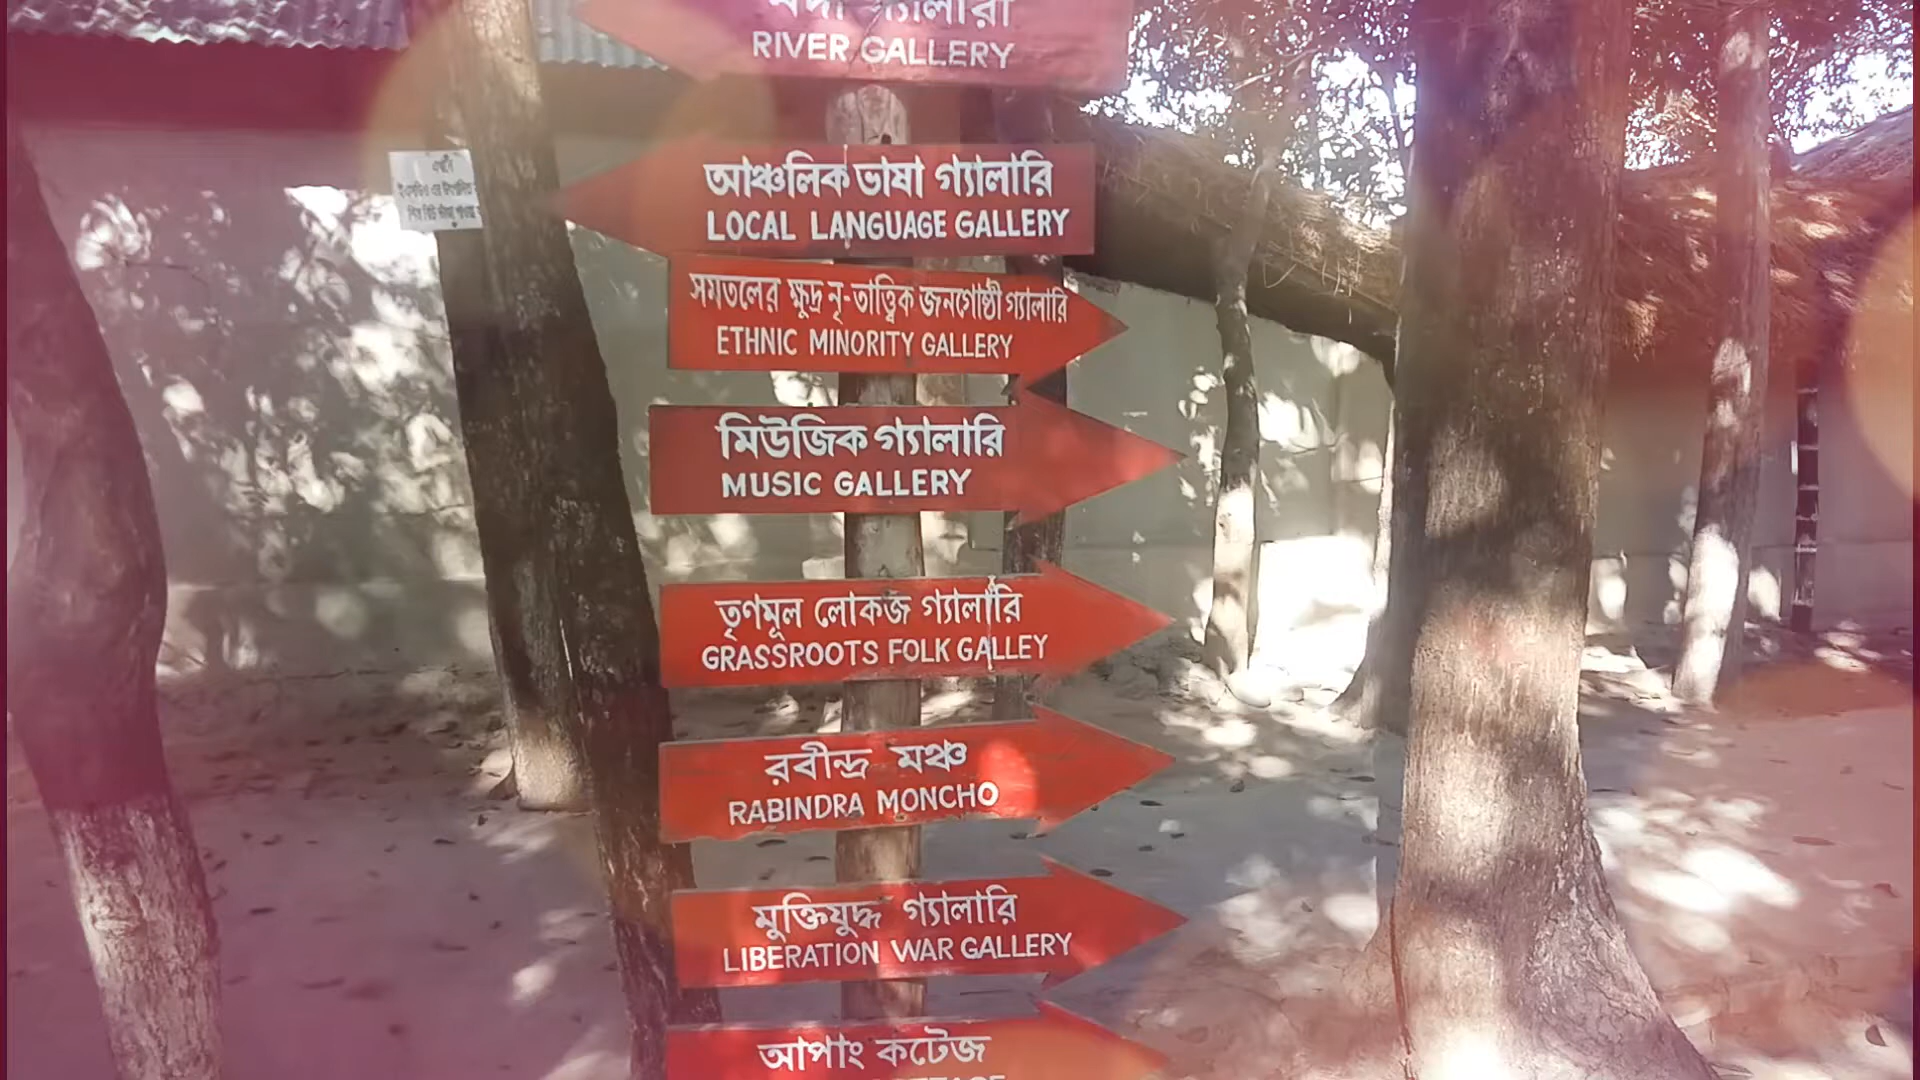 নদী গ্যালারী
RIVER GALLERY
আঞ্চলিক ভাষা গ্যালারি
LOCAL LANGUAGE GALLERY
সমতলের ক্ষুদ্র নৃ-তাত্ত্বিক জনগোষ্ঠী গ্যালারি
ETHNIC MINORITY GALLERY
মিউজিক গ্যালারি
MUSIC GALLERY
তৃণমূল লোকজ গ্যালারি
GRASSROOTS FOLK GALLEY
রবীন্দ্র মঞ্চ
RABINDRA MONCHO
মুক্তিযুদ্ধ গ্যালারি
LIBERATION WAR GALLERY
আপাং কটেজ